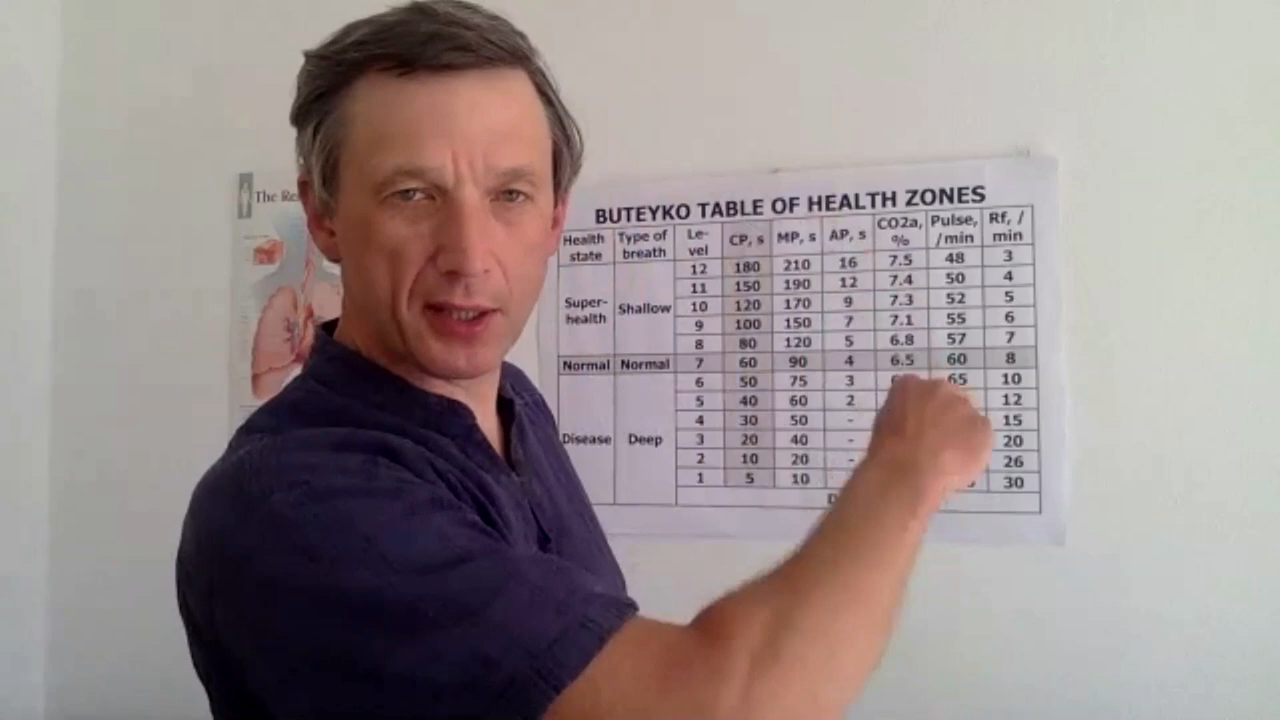 The Re
BUTEYKO TABLE OF HEALTH ZONES
Health state Type of breath Le-vel CP, s MP, s AP, s CO2a, % Pulse, /min Rf, / min
12 180 210 16 7.5 48 3
11 150 190 12 7.4 50 4
Super-health Shallow 10 120 170 9 7.3 52 5
9 100 150 7 7.1 55 6
8 80 120 5 6.8 57 7
Normal Normal 7 60 90 4 6.5 60 8
6 50 75 3 65 10
5 40 60 2 12
4 30 50 - 15
Disease Deep 3 20 40 - 20
2 10 20 - 26
1 5 10 30
D